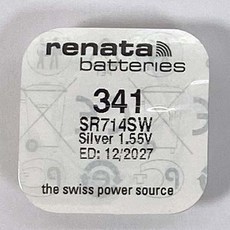 renata
batteries
341
SR714SW
Silver 1.55V
ED: 12/2027
the swiss power source